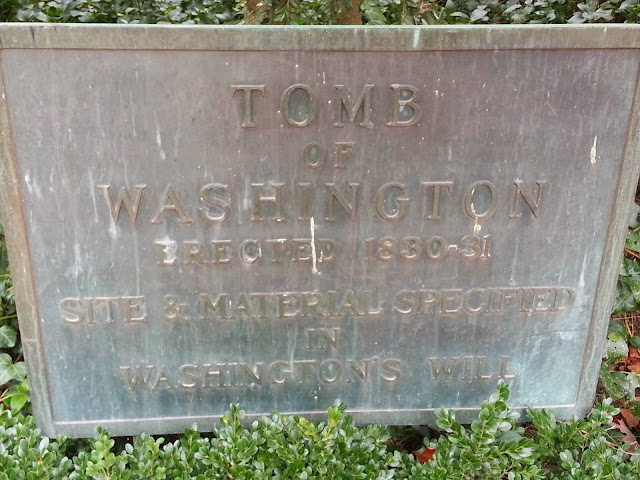 TOMB
OF
WASHINGTON
ERECTED 1830-31
SITE & MATERIAL SPECIFIED
IN
WASHINGTON'S WILL